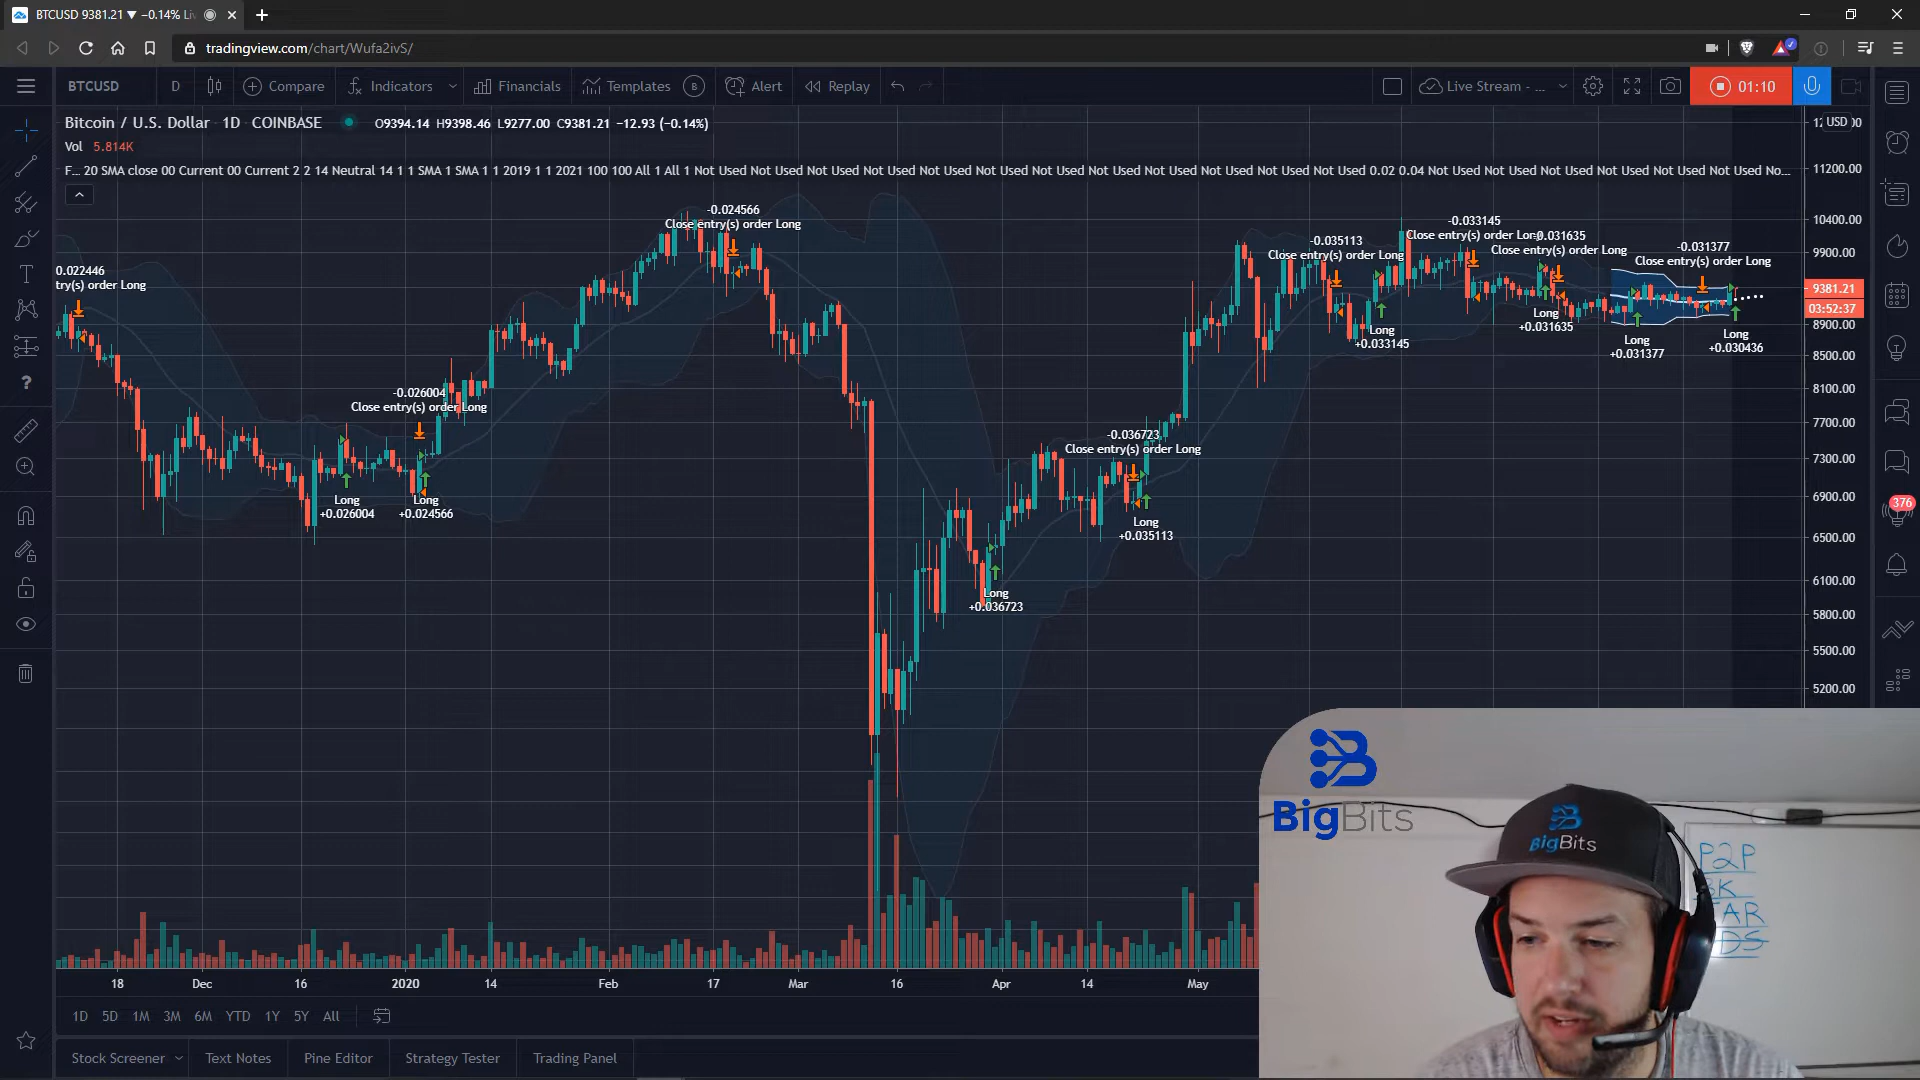 BTCUSD 9381.21 ▼ −0.14% Li
tradingview.com/chart/Wufa2ivS/
BTCUSD D Compare Indicators Financials Templates B Alert Replay Live Stream - ... 01:10
Bitcoin / U.S. Dollar 1D COINBASE O9394.14 H9398.46 L9277.00 C9381.21 −12.93 (−0.14%)
Vol 5.814K
F... 20 SMA close 00 Current 00 Current 2 2 14 Neutral 14 1 1 SMA 1 SMA 1 1 2019 1 1 2021 100 100 All 1 All 1 Not Used Not Used Not Used Not Used Not Used Not Used Not Used Not Used Not Used Not Used Not Used Not Used 0.02 0.04 Not Used Not Used Not Used Not Used Not Used Not Used No...
USD
11200.00
10400.00
9900.00
9381.21
03:52:37
8900.00
8500.00
8100.00
7700.00
7300.00
6900.00
6500.00
6100.00
5800.00
5500.00
5200.00
0.022446
try(s) order Long
-0.026004
Close entry(s) order Long
Long
+0.026004
Long
+0.024566
-0.024566
Close entry(s) order Long
Long
+0.036723
-0.036723
Close entry(s) order Long
Long
+0.035113
-0.035113
Close entry(s) order Long
Long
+0.033145
-0.033145
Close entry(s) order Long
-0.031635
Close entry(s) order Long
Long
+0.031635
-0.031377
Close entry(s) order Long
Long
+0.031377
Long
+0.030436
376
18 Dec 16 2020 14 Feb 17 Mar 16 Apr 14 May
1D 5D 1M 3M 6M YTD 1Y 5Y All
Stock Screener Text Notes Pine Editor Strategy Tester Trading Panel
BigBits
BigBits
P2P